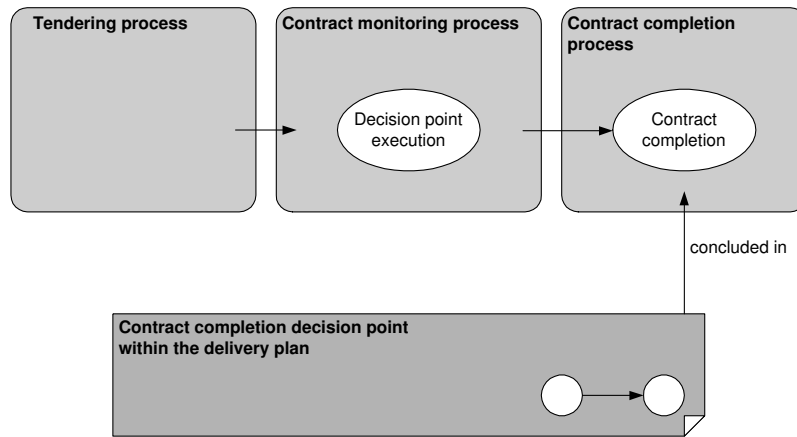 Tendering process
Contract monitoring process
Contract completion
process
Decision point
execution
Contract
completion
concluded in
Contract completion decision point
within the delivery plan